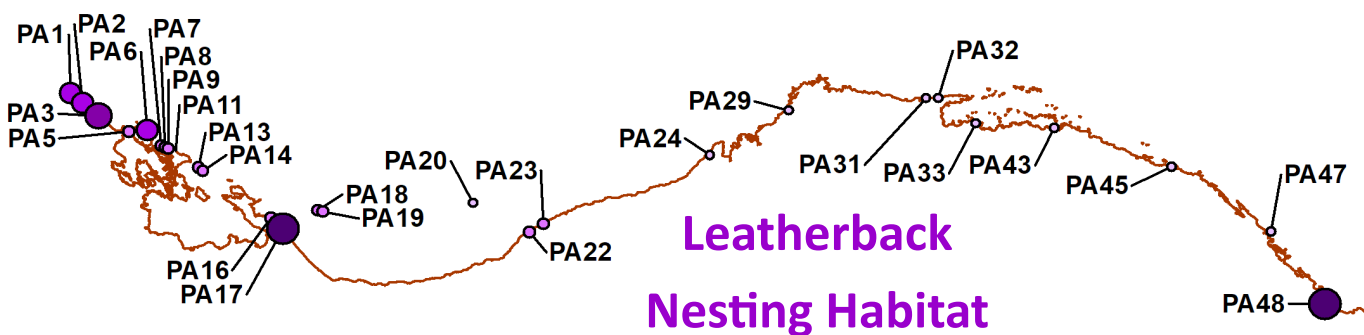 PA1
PA2
PA7
PA6
PA8
PA9
PA3
PA11
PA5
PA13
PA14
PA20
PA18
PA23
PA19
PA16
PA22
PA17
PA24
PA29
PA32
PA31
PA33
PA43
PA45
PA47
PA48
Leatherback
Nesting Habitat